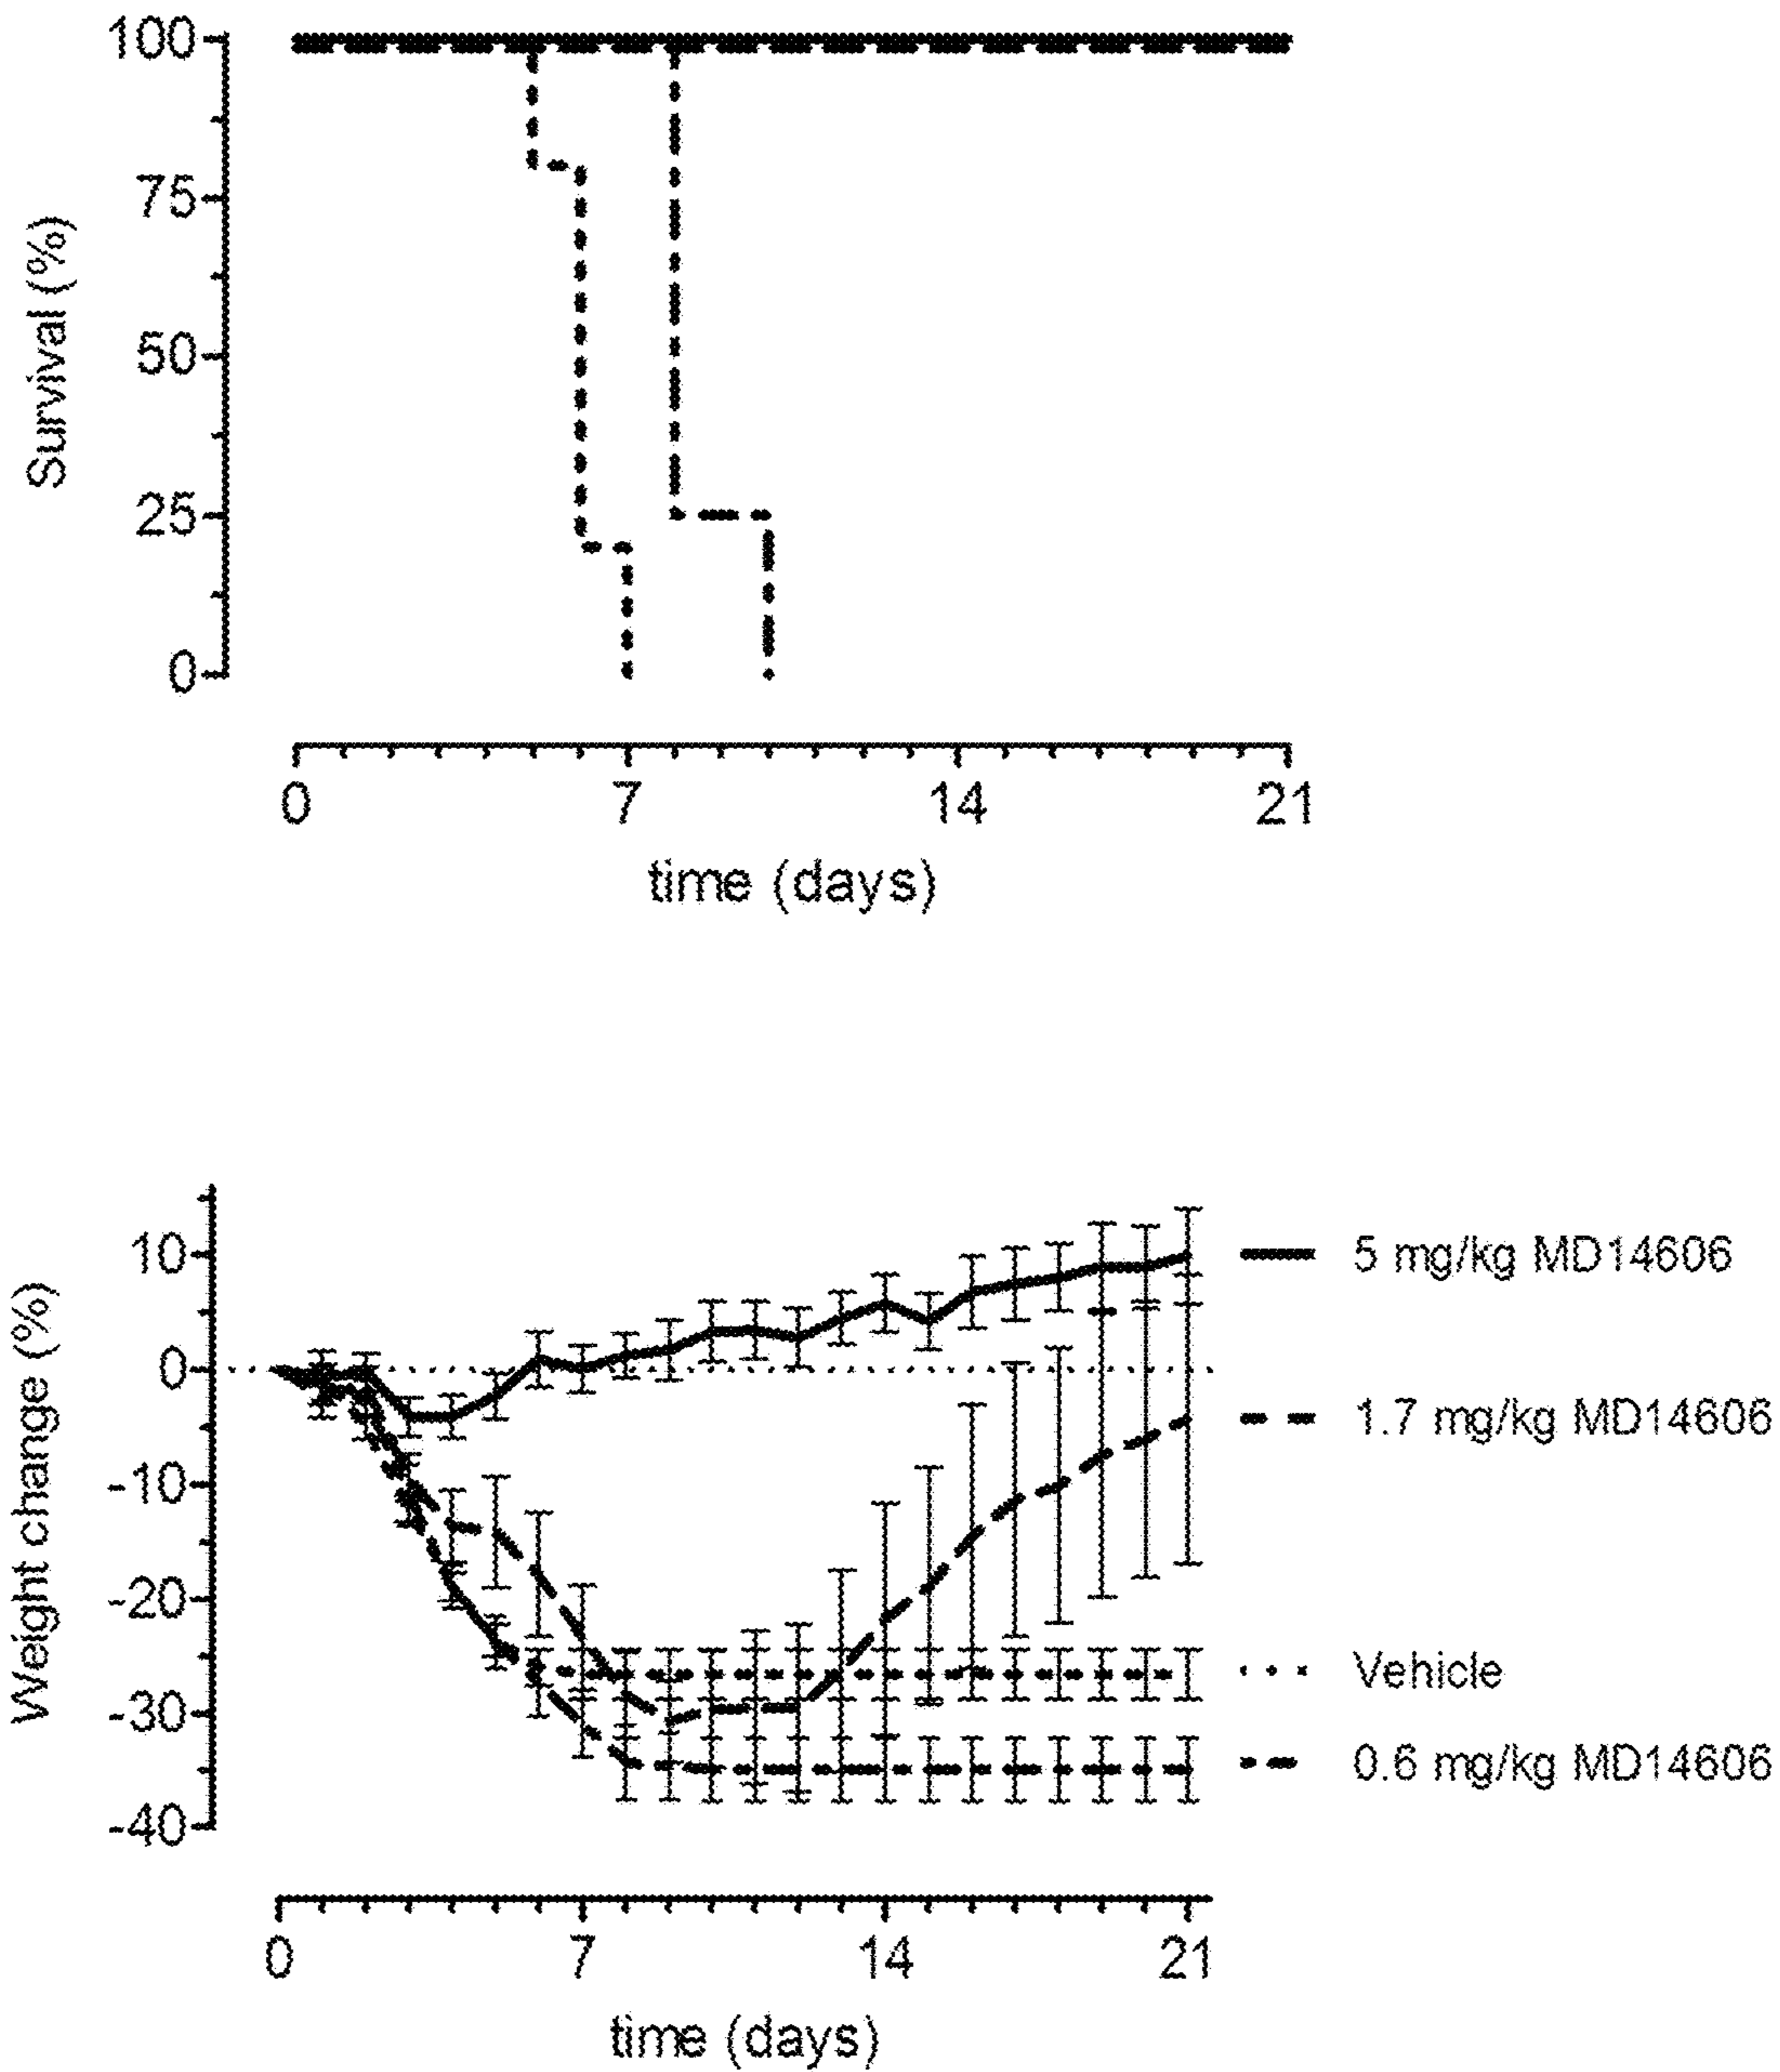 100
75
50
25
0
Survival (%)
0 7 14 21
time (days)
10
0
-10
-20
-30
-40
Weight change (%)
5 mg/kg MD14606
1.7 mg/kg MD14606
Vehicle
0.6 mg/kg MD14606
0 7 14 21
time (days)